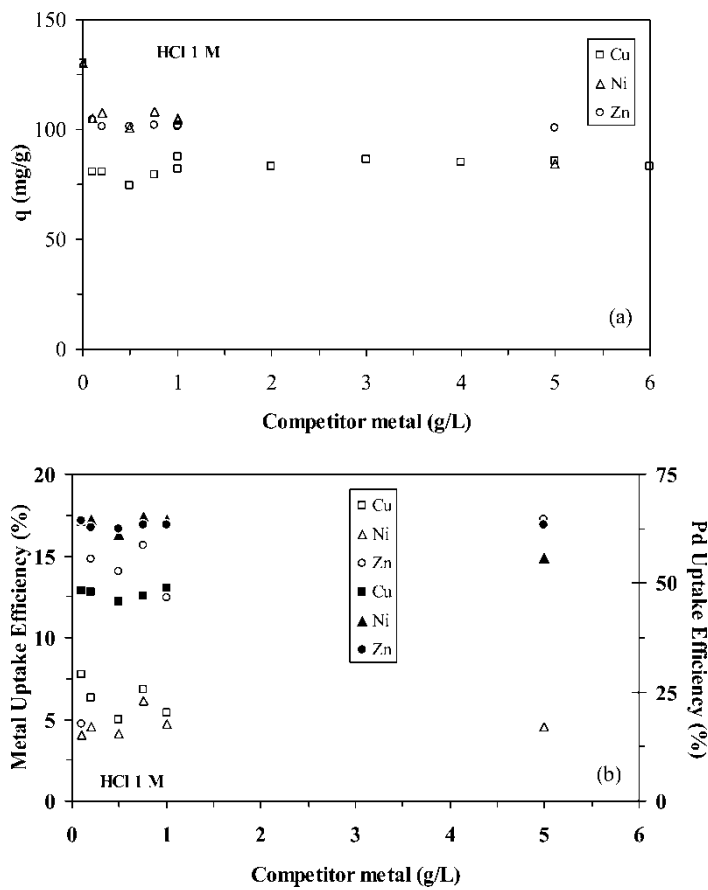 150
100
50
0
q (mg/g)
HCl 1 M
Cu
Ni
Zn
(a)
0 1 2 3 4 5 6
Competitor metal (g/L)
20
15
10
5
0
Metal Uptake Efficiency (%)
Cu
Ni
Zn
Cu
Ni
Zn
HCl 1 M
(b)
75
50
25
0
Pd Uptake Efficiency (%)
0 1 2 3 4 5 6
Competitor metal (g/L)